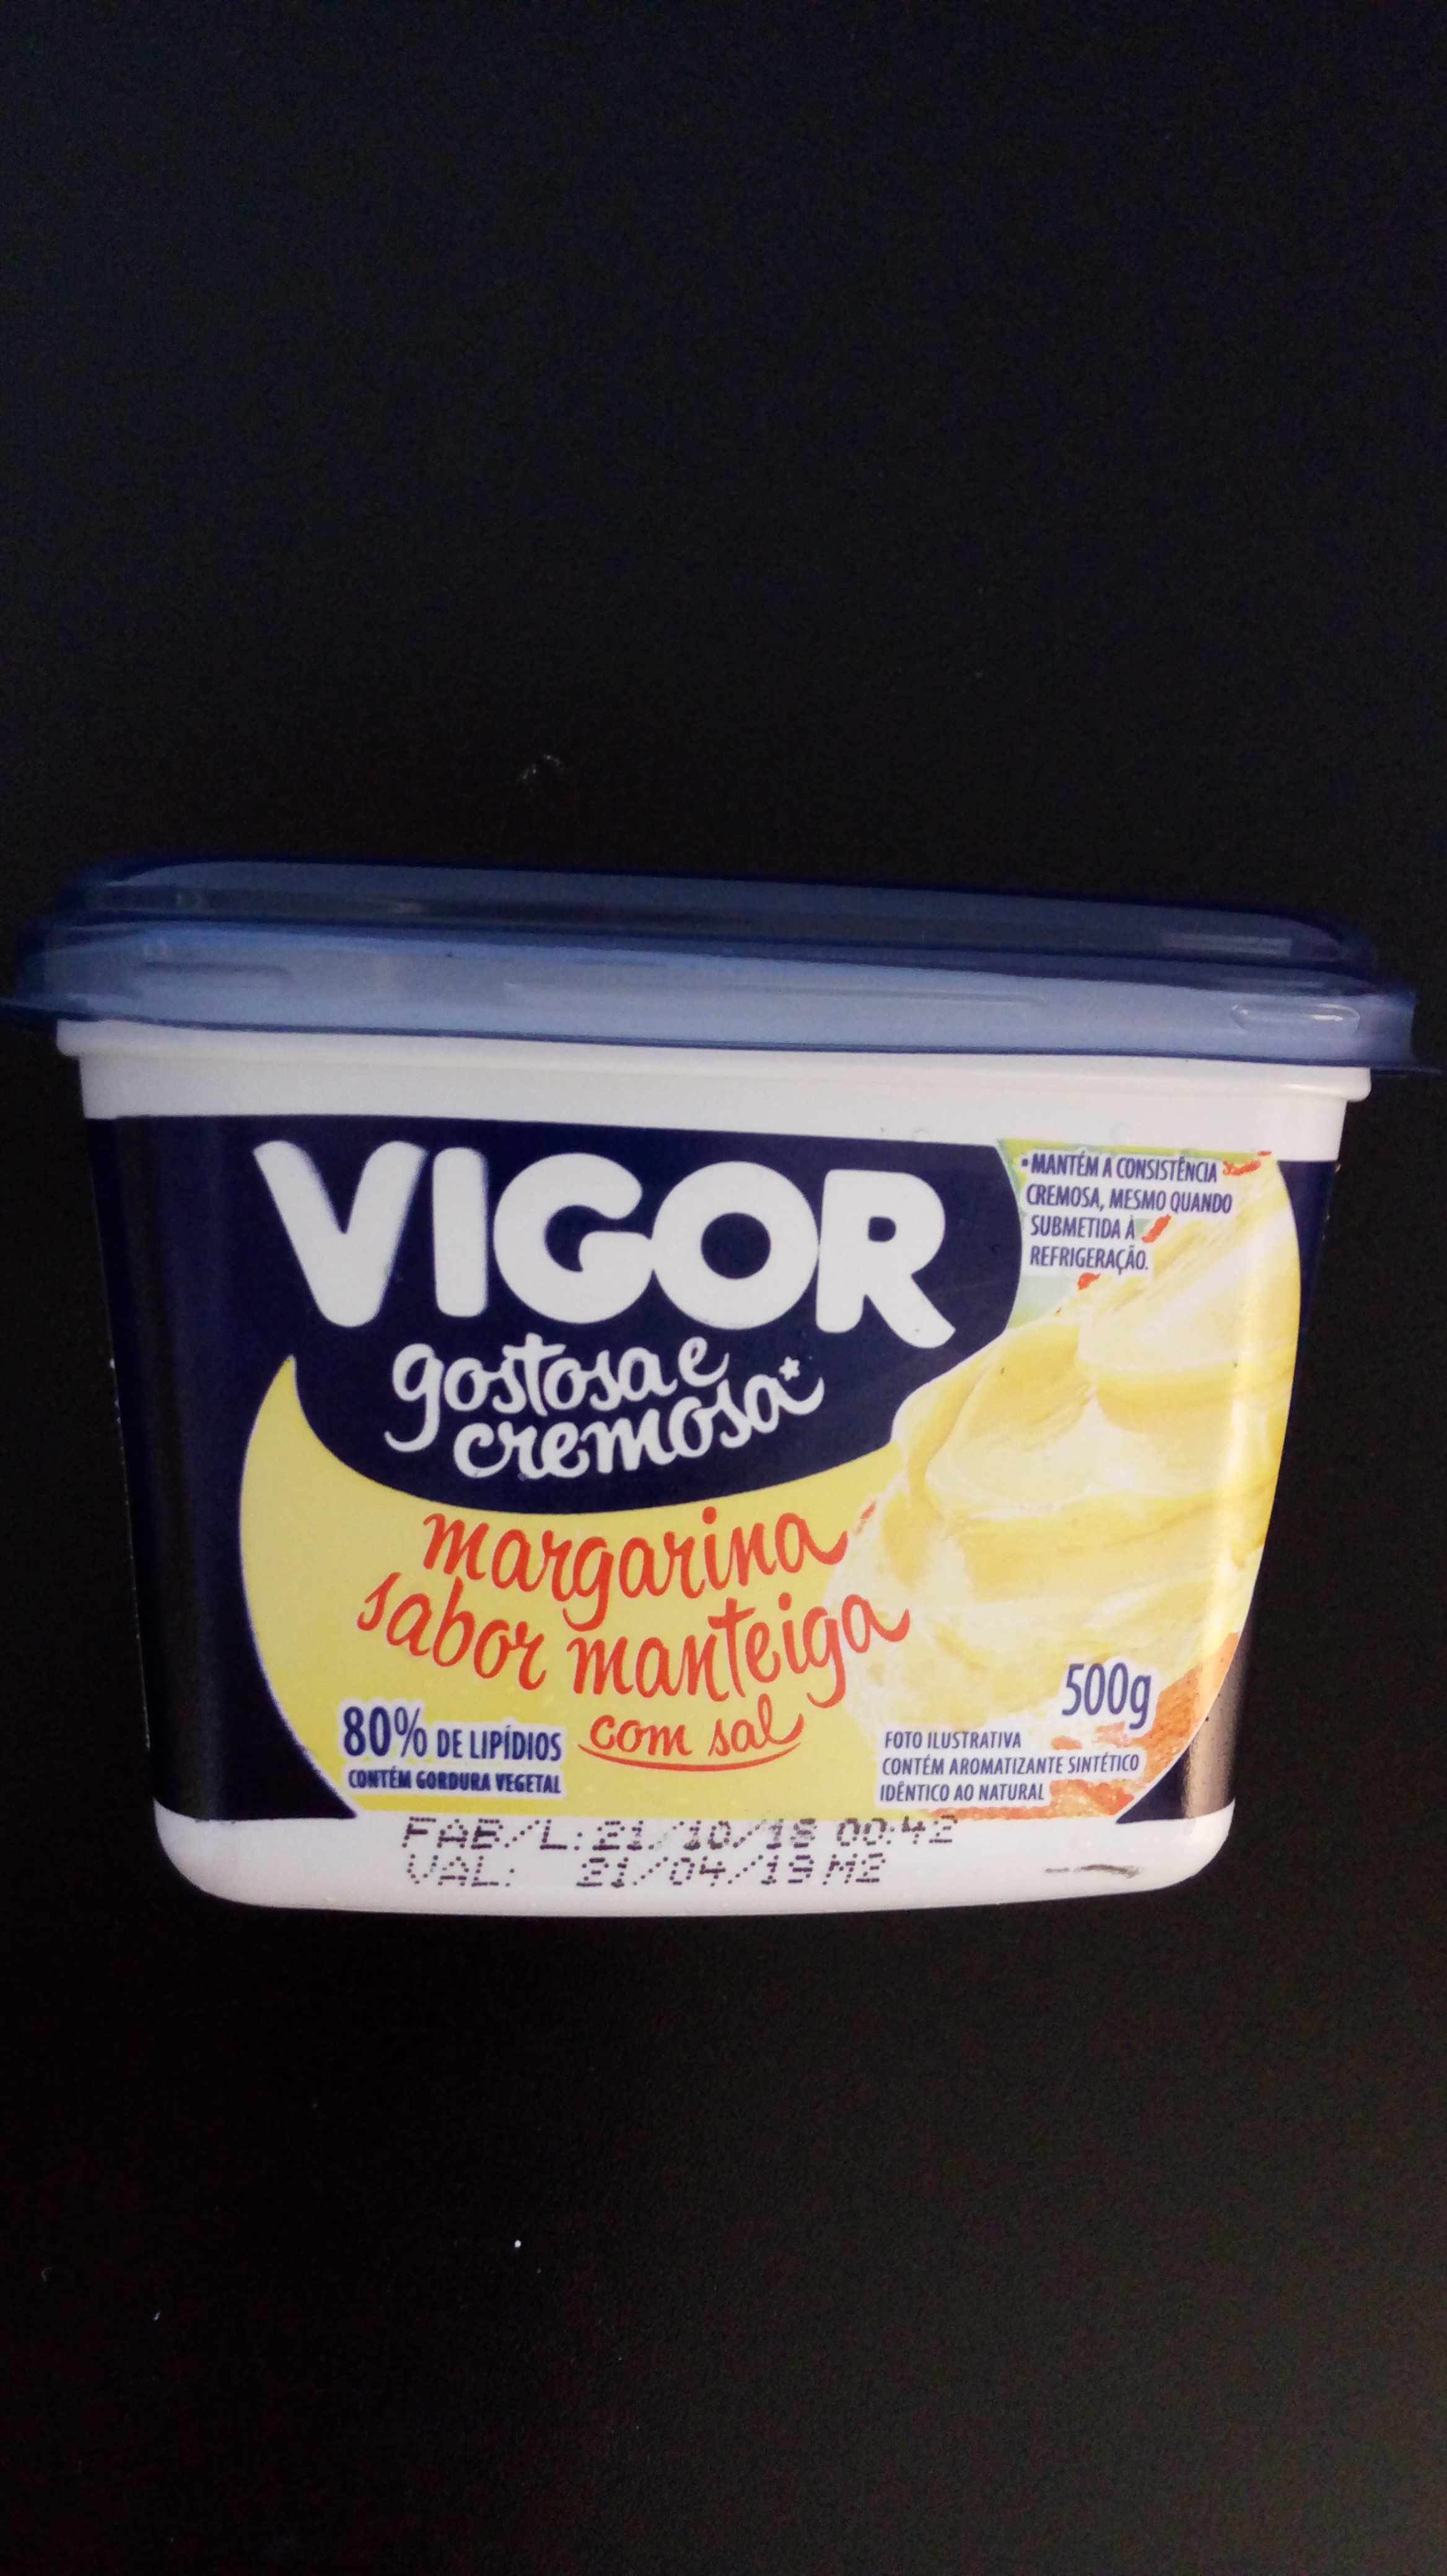 VIGOR
gostosa e
cremosa*
*MANTÉM A CONSISTÊNCIA
CREMOSA, MESMO QUANDO
SUBMETIDA À
REFRIGERAÇÃO.
margarina
sabor manteiga
com sal
80% DE LIPÍDIOS
CONTÉM GORDURA VEGETAL
500g
FOTO ILUSTRATIVA
CONTÉM AROMATIZANTE SINTÉTICO
IDÊNTICO AO NATURAL
FAB/L:21/10/18 00:42
VAL: 21/04/19 M2